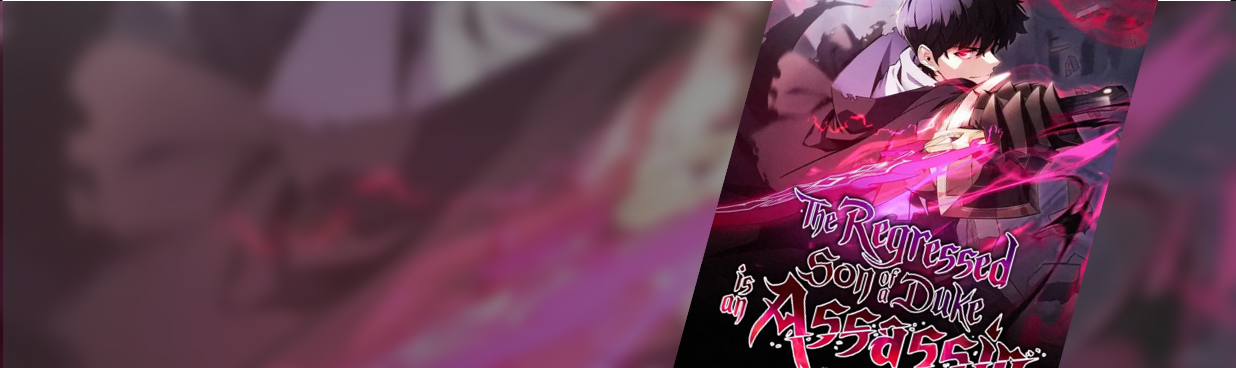 The Regressed
Son of a Duke
is an Assassin